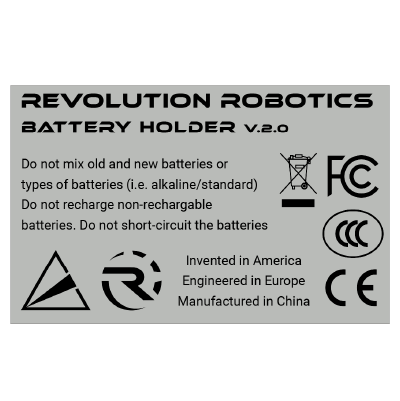 REVOLUTION ROBOTICS
BATTERY HOLDER V.2.0
Do not mix old and new batteries or
types of batteries (i.e. alkaline/standard)
Do not recharge non-rechargable
batteries. Do not short-circuit the batteries
FC
CCC
Invented in America
Engineered in Europe
Manufactured in China
R
CE